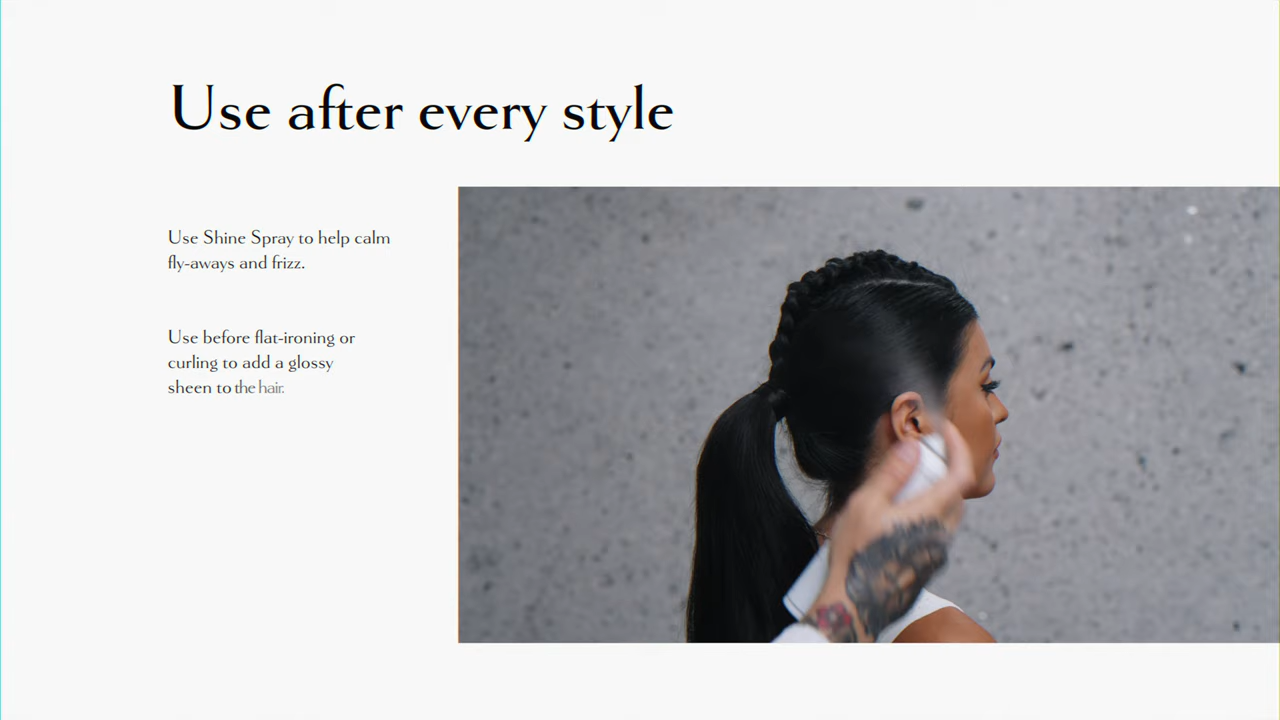 Use after every style
Use Shine Spray to help calm
fly-aways and frizz.
Use before flat-ironing or
curling to add a glossy
sheen to the hair.